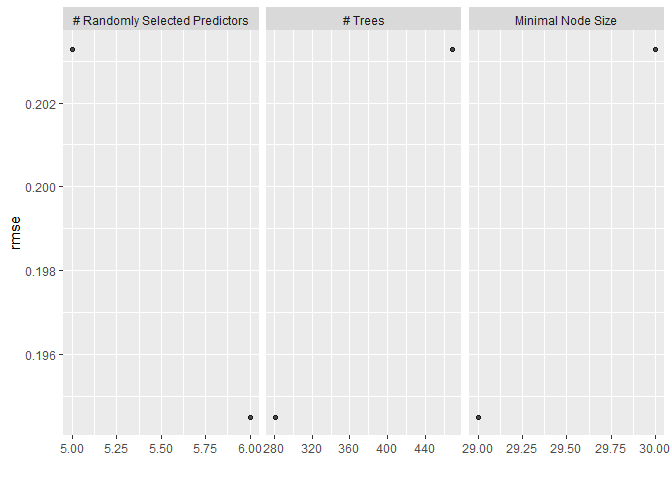 # Randomly Selected Predictors
# Trees
Minimal Node Size
rmse
0.202
0.200
0.198
0.196
5.00 5.25 5.50 5.75 6.00
280 320 360 400 440
29.00 29.25 29.50 29.75 30.00